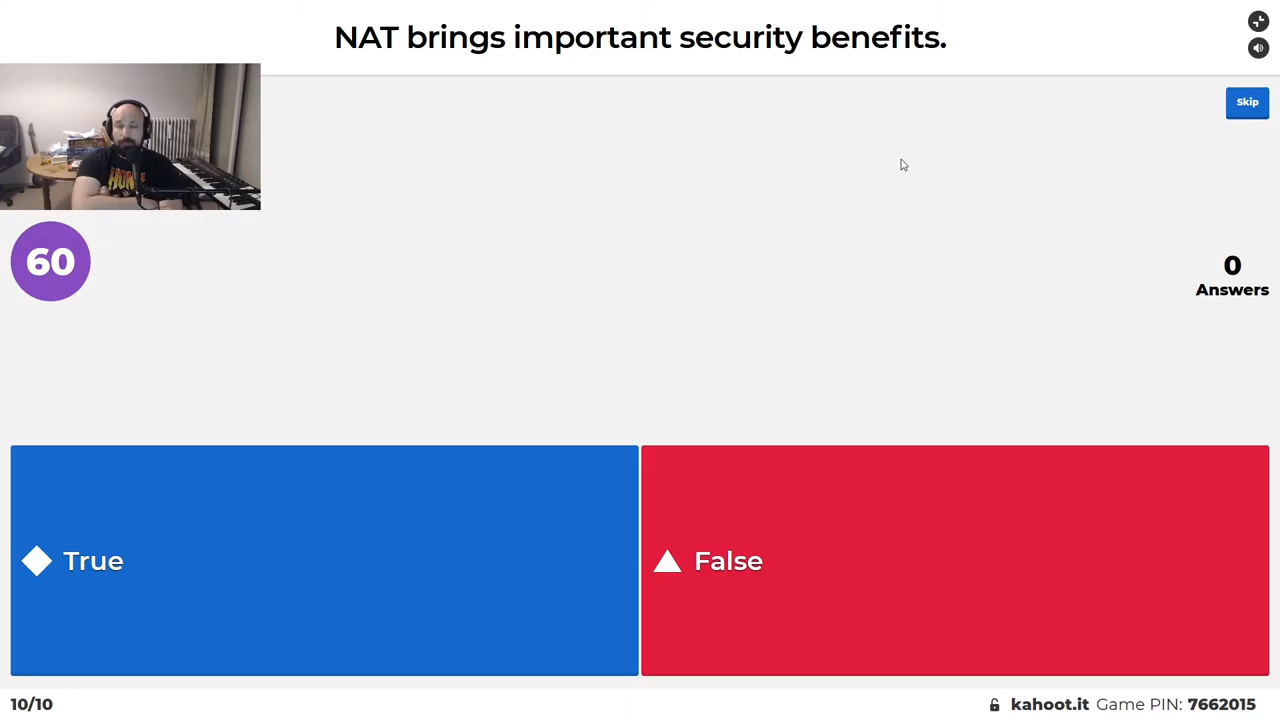 NAT brings important security benefits.
Skip
60
0
Answers
True
False
10/10
kahoot.it Game PIN: 7662015